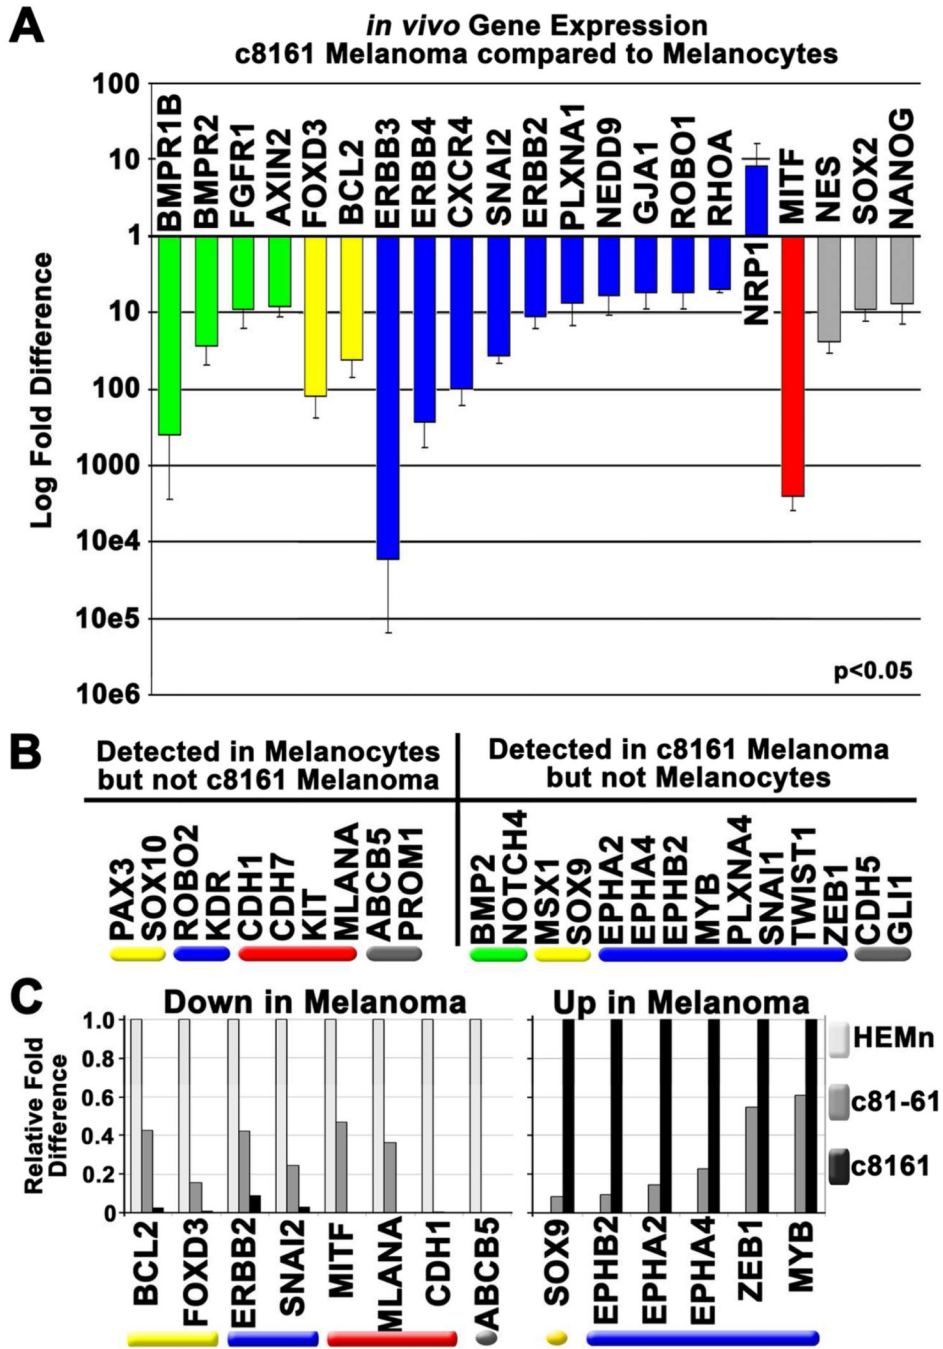 A
in vivo Gene Expression
c8161 Melanoma compared to Melanocytes
Log Fold Difference
100
10
1
10
100
1000
10e4
10e5
10e6
BMPR1B
BMPR2
FGFR1
AXIN2
FOXD3
BCL2
ERBB3
ERBB4
CXCR4
SNAI2
ERBB2
PLXNA1
NEDD9
GJA1
ROBO1
RHOA
NRP1
MITF
NES
SOX2
NANOG
p<0.05
B
Detected in Melanocytes
but not c8161 Melanoma
Detected in c8161 Melanoma
but not Melanocytes
PAX3
SOX10
ROBO2
KDR
CDH1
CDH7
KIT
MLANA
ABCB5
PROM1
BMP2
NOTCH4
MSX1
SOX9
EPHA2
EPHA4
EPHB2
MYB
PLXNA4
SNAI1
TWIST1
ZEB1
CDH5
GLI1
C
Down in Melanoma
Up in Melanoma
Relative Fold
Difference
1.0
0.8
0.6
0.4
0.2
0
BCL2
FOXD3
ERBB2
SNAI2
MITF
MLANA
CDH1
ABCB5
SOX9
EPHB2
EPHA2
EPHA4
ZEB1
MYB
HEMn
c81-61
c8161